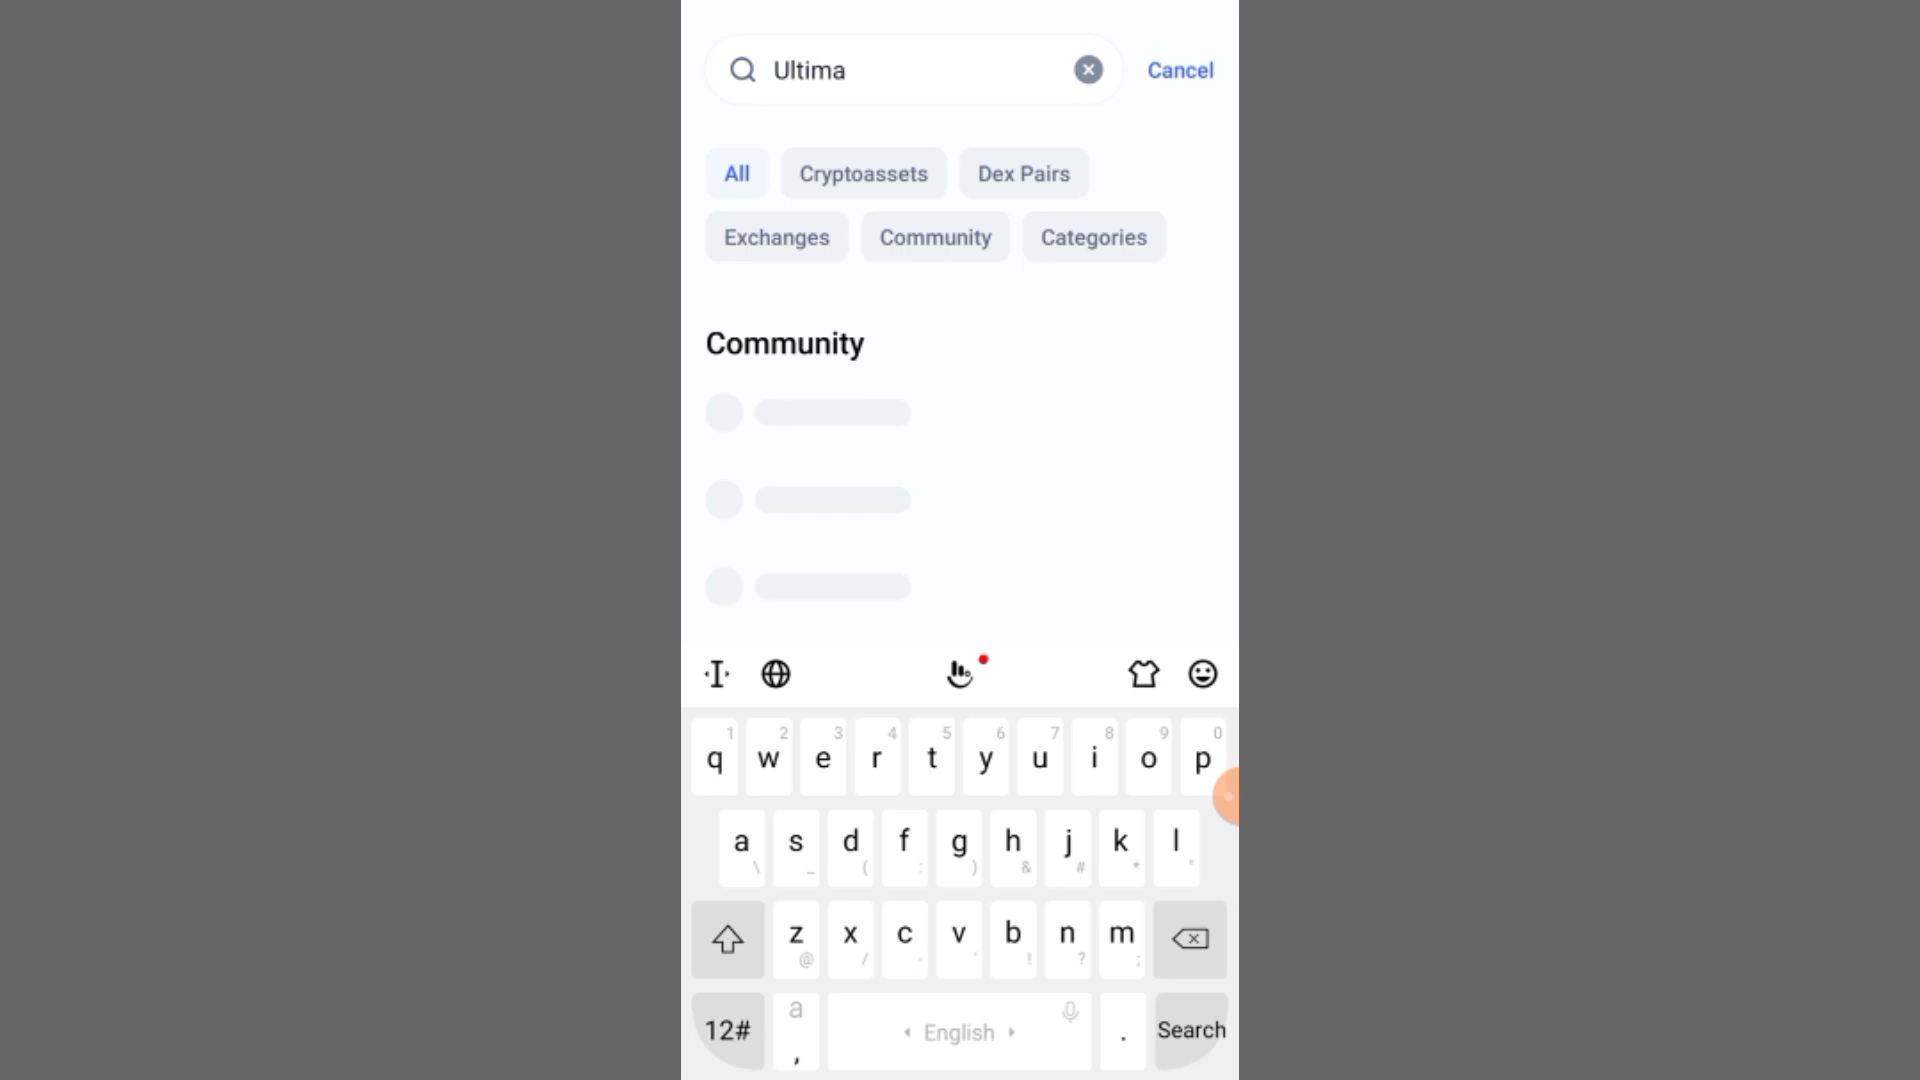 Ultima
Cancel
All Cryptoassets Dex Pairs
Exchanges Community Categories
Community
1 2 3 4 5 6 7 8 9 0
q w e r t y u i o p
a s d f g h j k l
\ _ ( : ) & # *
z x c v b n m
@ / ! ? ;
12# a , English . Search